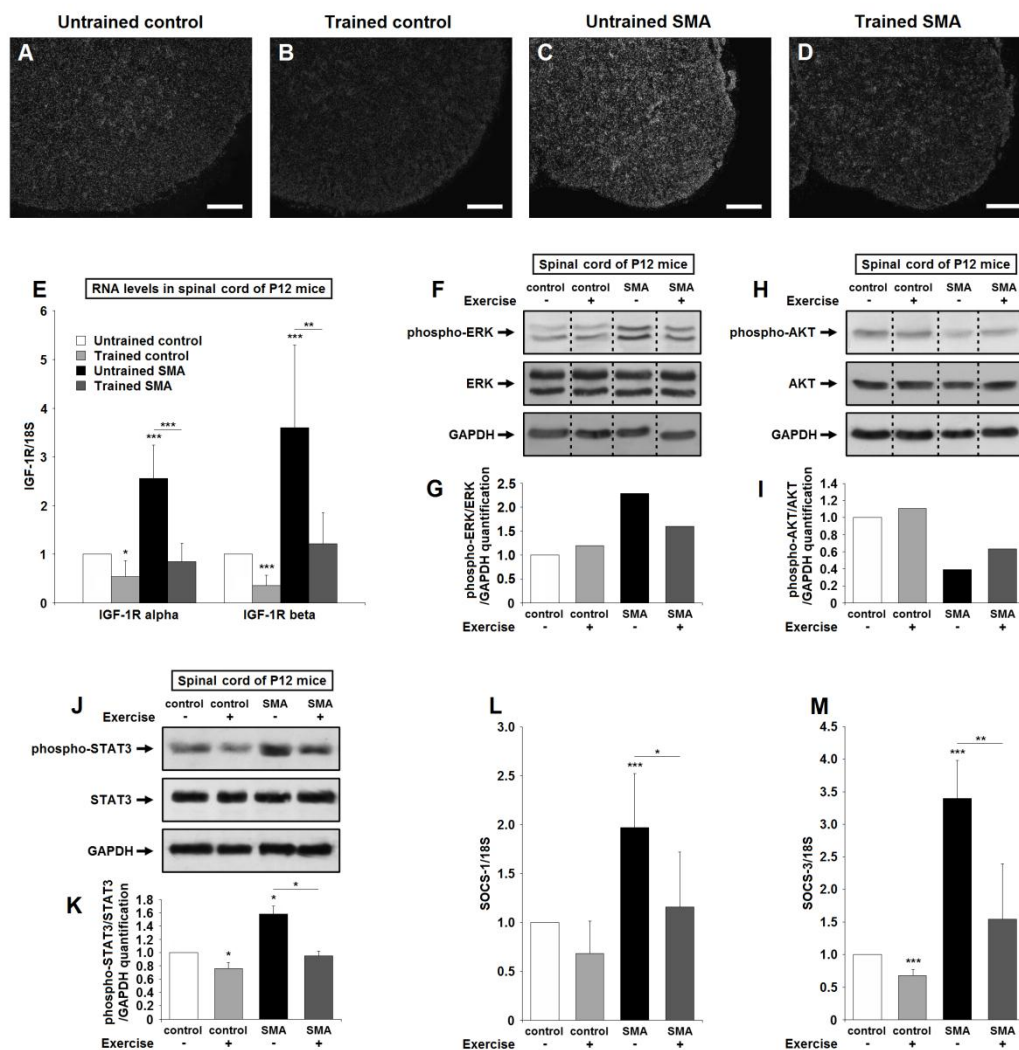 Untrained control
Trained control
Untrained SMA
Trained SMA
A
B
C
D
E
RNA levels in spinal cord of P12 mice
IGF-1R/18S
6
5
4
3
2
1
0
Untrained control
Trained control
Untrained SMA
Trained SMA
*
***
***
***
***
**
IGF-1R alpha
IGF-1R beta
F
Spinal cord of P12 mice
control control SMA SMA
Exercise - + - +
phospho-ERK
ERK
GAPDH
G
phospho-ERK/ERK
/GAPDH quantification
2.5
2.0
1.5
1.0
0.5
0
control control SMA SMA
Exercise - + - +
H
Spinal cord of P12 mice
control control SMA SMA
Exercise - + - +
phospho-AKT
AKT
GAPDH
I
phospho-AKT/AKT
/GAPDH quantification
1.4
1.2
1.0
0.8
0.6
0.4
0.2
0
control control SMA SMA
Exercise - + - +
J
Spinal cord of P12 mice
control control SMA SMA
Exercise - + - +
phospho-STAT3
STAT3
GAPDH
K
phospho-STAT3/STAT3
/GAPDH quantification
1.8
1.6
1.4
1.2
1.0
0.8
0.6
0.4
0.2
0
*
*
*
control control SMA SMA
Exercise - + - +
L
SOCS-1/18S
3.0
2.5
2.0
1.5
1.0
0.5
0
***
*
control control SMA SMA
Exercise - + - +
M
SOCS-3/18S
4.5
4.0
3.5
3.0
2.5
2.0
1.5
1.0
0.5
0
***
***
**
control control SMA SMA
Exercise - + - +